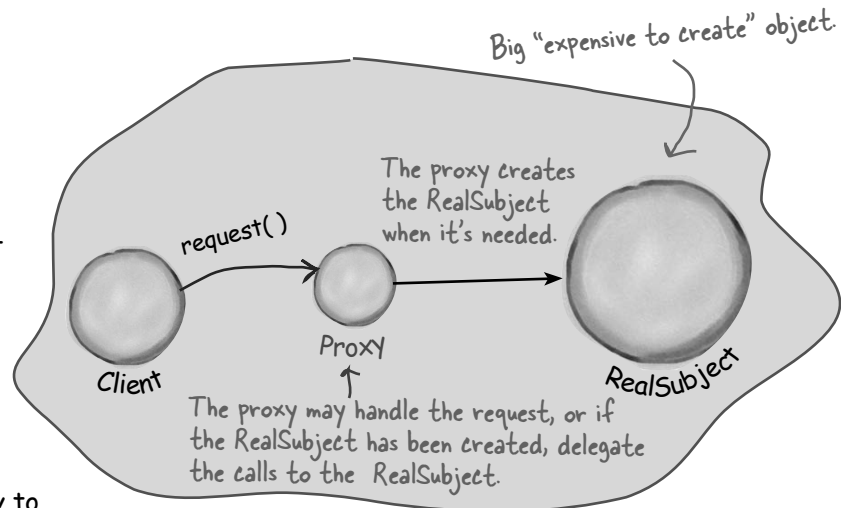 Big “expensive to create” object.
The proxy creates
the RealSubject
when it's needed.
request()
Client
Proxy
RealSubject
The proxy may handle the request, or if
the RealSubject has been created, delegate
the calls to the RealSubject.
y to